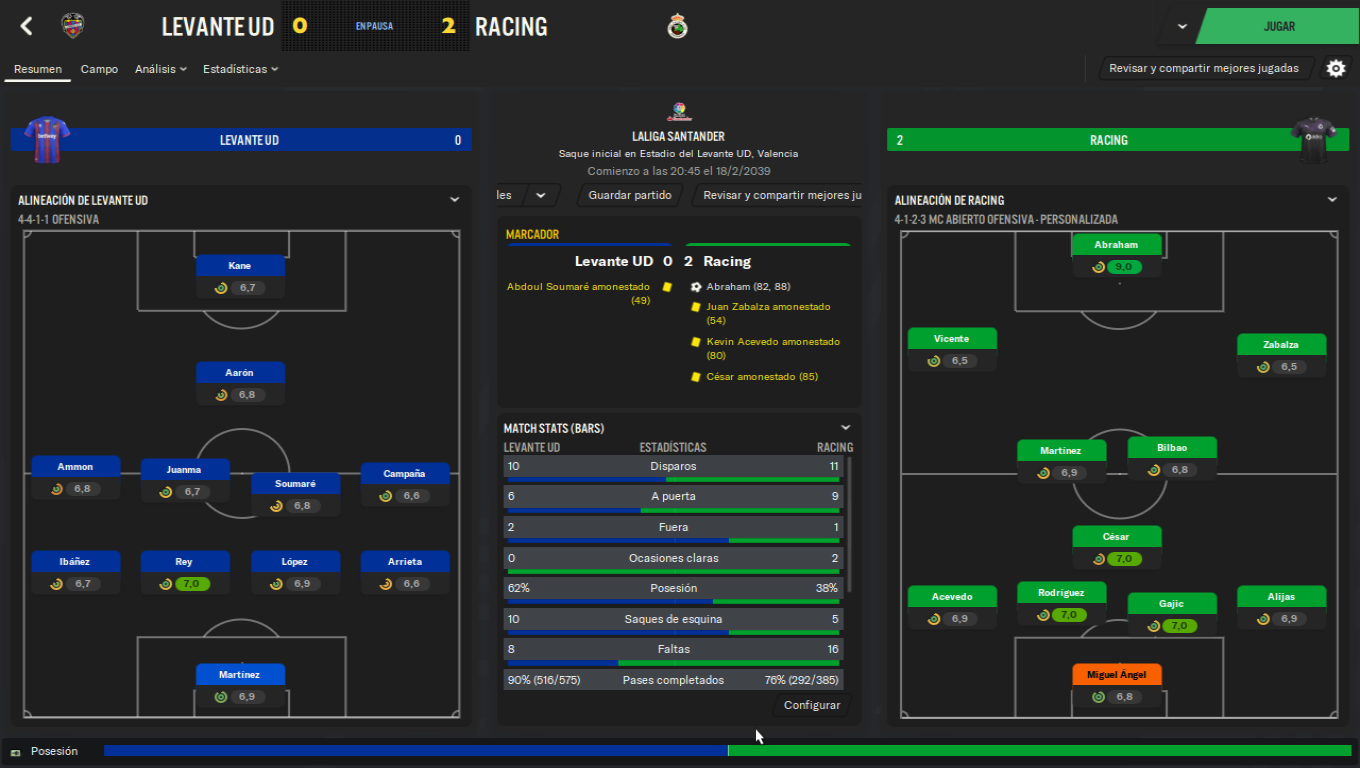 LEVANTE UD 0 EN PAUSA 2 RACING
JUGAR
Resumen Campo Análisis Estadísticas
Revisar y compartir mejores jugadas
LEVANTE UD 0
LALIGA SANTANDER
Saque inicial en Estadio del Levante UD, Valencia
Comienzo a las 20:45 el 18/2/2039
les Guardar partido Revisar y compartir mejores ju
2 RACING
ALINEACIÓN DE LEVANTE UD
4-4-1-1 OFENSIVA
Kane
6,7
Aarón
6,8
Ammon
6,8
Juanma
6,7
Soumaré
6,8
Campaña
6,6
Ibáñez
6,7
Rey
7,0
López
6,9
Arrieta
6,6
Martínez
6,9
MARCADOR
Levante UD 0 2 Racing
Abdoul Soumaré amonestado
(49)
Abraham (82, 88)
Juan Zabalza amonestado
(54)
Kevin Acevedo amonestado
(80)
César amonestado (85)
MATCH STATS (BARS)
LEVANTE UD ESTADÍSTICAS RACING
10 Disparos 11
6 A puerta 9
2 Fuera 1
0 Ocasiones claras 2
62% Posesión 38%
10 Saques de esquina 5
8 Faltas 16
90% (516/575) Pases completados 76% (292/385)
Configurar
ALINEACIÓN DE RACING
4-1-2-3 MC ABIERTO OFENSIVA - PERSONALIZADA
Abraham
9,0
Vicente
6,5
Zabalza
6,5
Martínez
6,9
Bilbao
6,8
César
7,0
Acevedo
6,9
Rodríguez
7,0
Gajic
7,0
Alijas
6,9
Miguel Ángel
6,8
Posesión